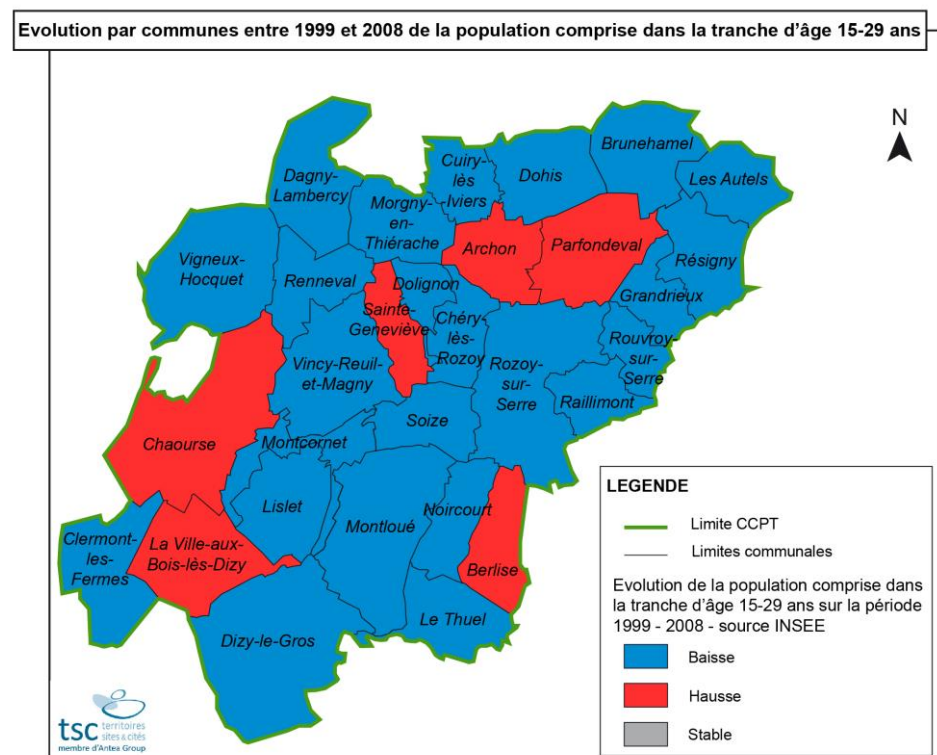 Evolution par communes entre 1999 et 2008 de la population comprise dans la tranche d'âge 15-29 ans
N
Brunehamel
Cuiry-
lès
-Iviers
Dohis
Les Autels
Dagny-
Lambercy
Morgny-
en-
Thiérache
Archon
Parfondeval
Vigneux-
Hocquet
Renneval
Dolignon
Résigny
Sainte-
Geneviève
Grandrieux
Chéry-
lès-
Rozoy
Rouvroy-
sur-
Serre
Vincy-Reuil-
et-Magny
Rozoy-
sur-
Serre
Raillimont
Soize
Chaourse
Montcornet
Lislet
Noircourt
Montloué
Clermont-
les-
Fermes
La Ville-aux-
Bois-lès-Dizy
Berlise
Le Thuel
Dizy-le-Gros
LEGENDE
Limite CCPT
Limites communales
Evolution de la population comprise dans
la tranche d'âge 15-29 ans sur la période
1999 - 2008 - source INSEE
Baisse
Hausse
Stable
tsc territoires
sites & cités
membre d'Antea Group